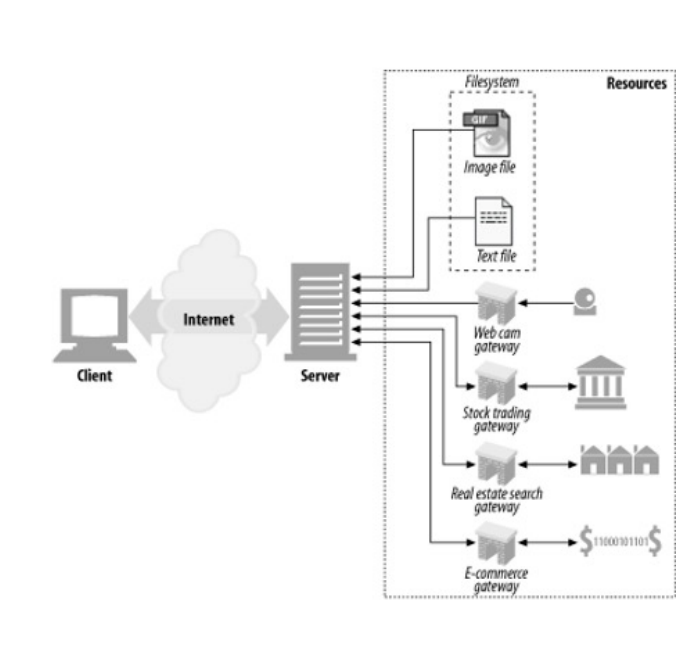 Filesystem
Resources
GIF
Image file
Text file
Internet
Client
Server
Web cam
gateway
Stock trading
gateway
Real estate search
gateway
$11000101101$
E-commerce
gateway